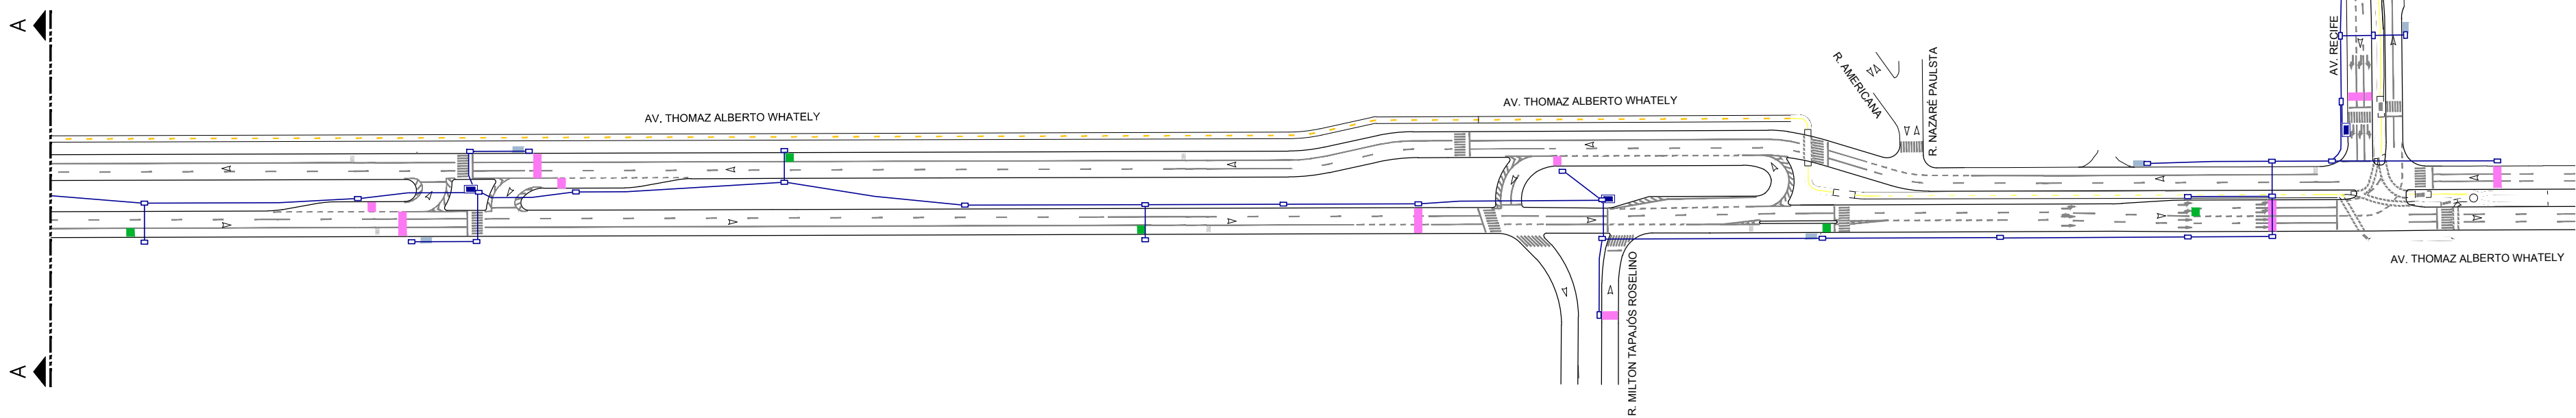 A
AV. THOMAZ ALBERTO WHATELY
AV. THOMAZ ALBERTO WHATELY
R. AMERICANA
R. NAZARÉ PAULSTA
AV. RECIFE
AV. THOMAZ ALBERTO WHATELY
R. MILTON TAPAJÓS ROSELINO
A